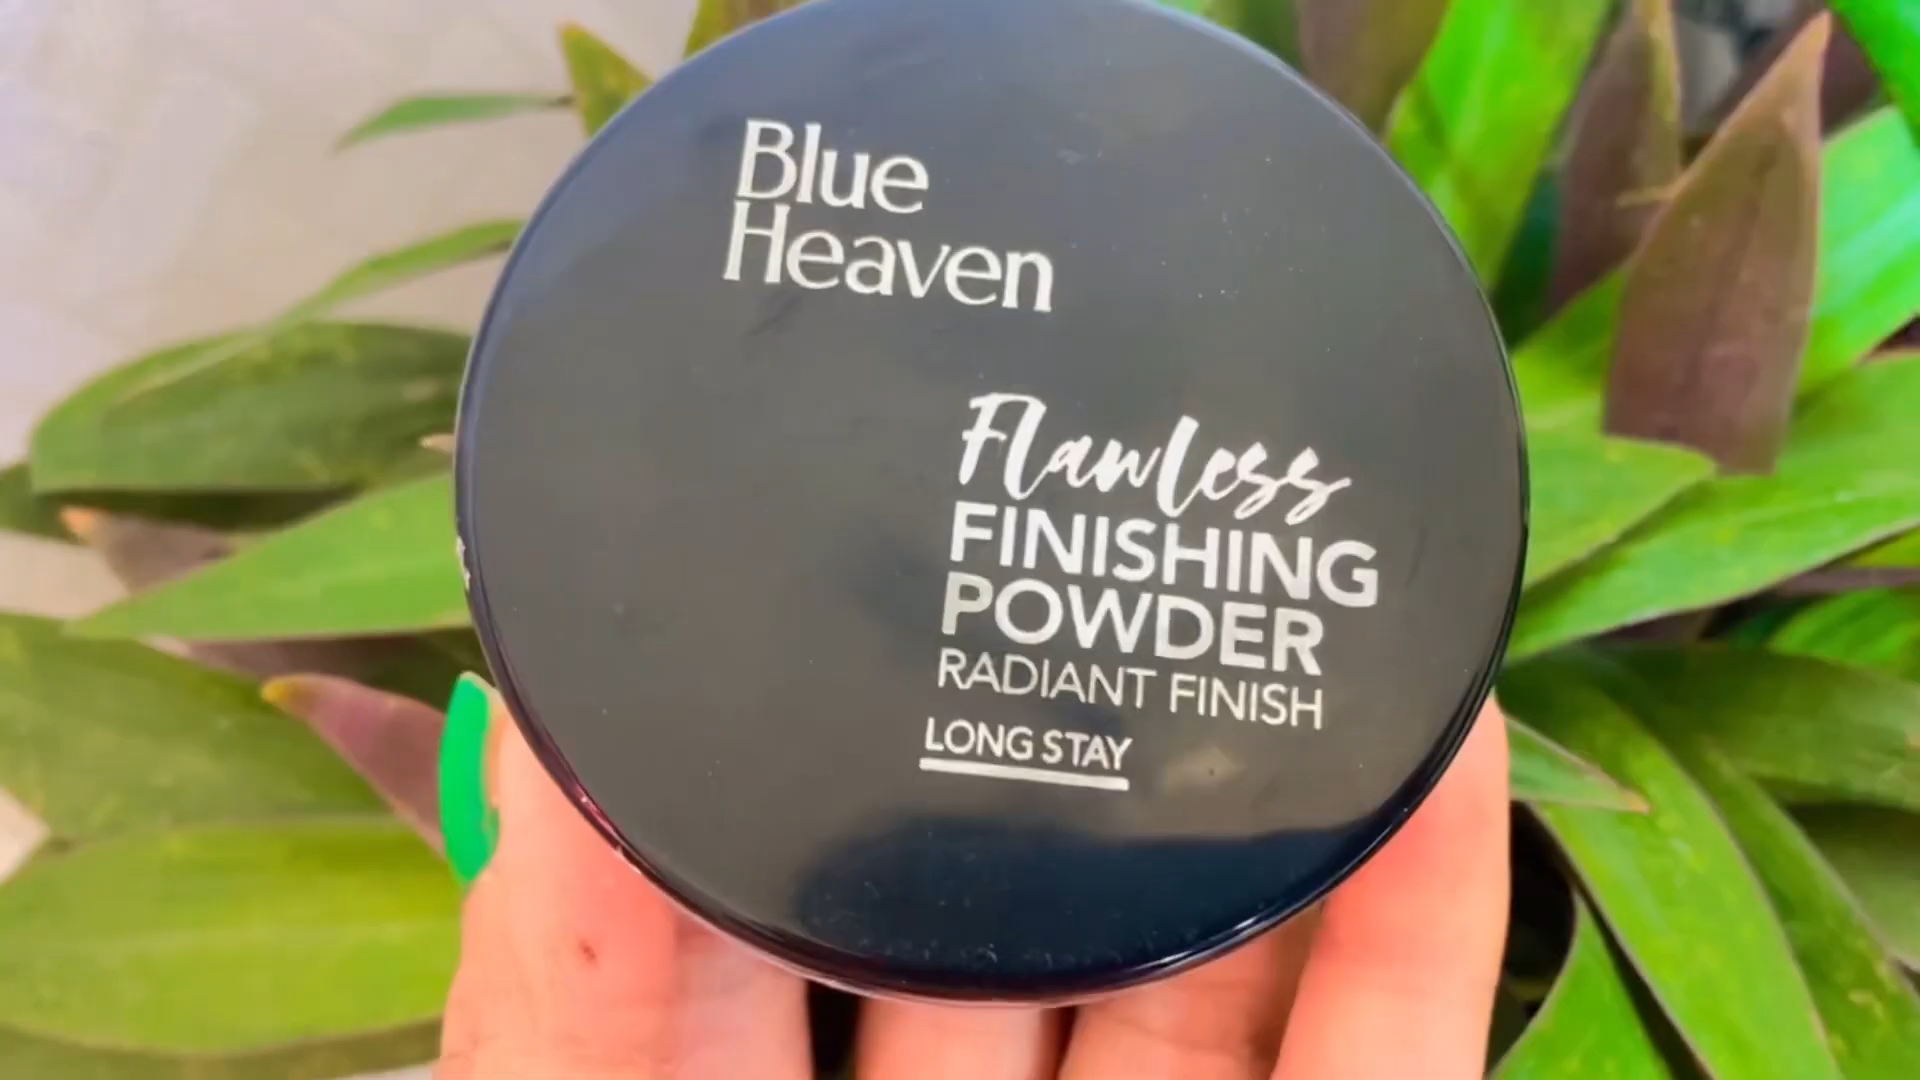 Blue
Heaven
Flawless
FINISHING
POWDER
RADIANT FINISH
LONG STAY